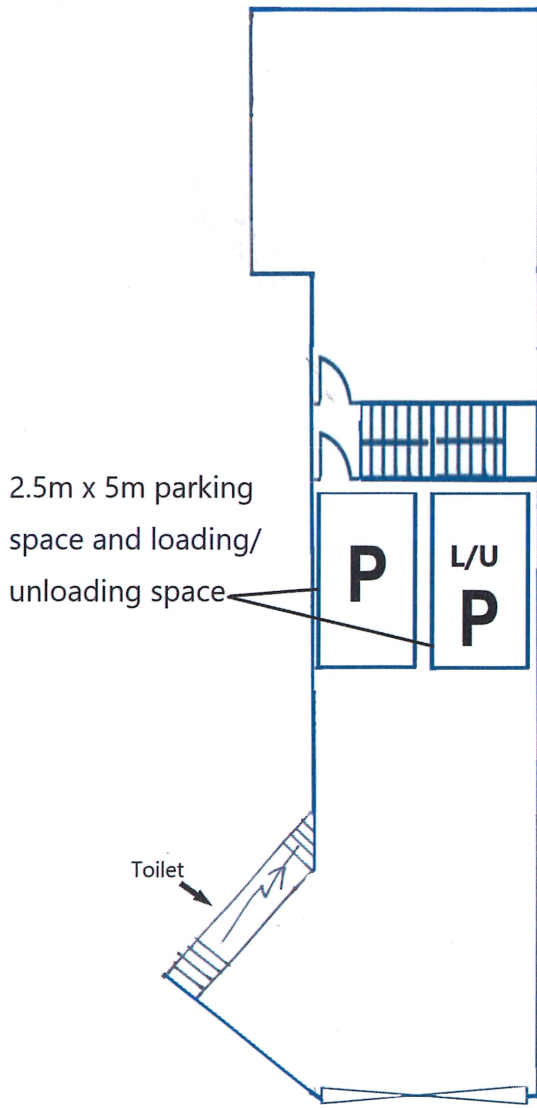 2.5m x 5m parking
space and loading/
unloading space
P
L/U
P
Toilet